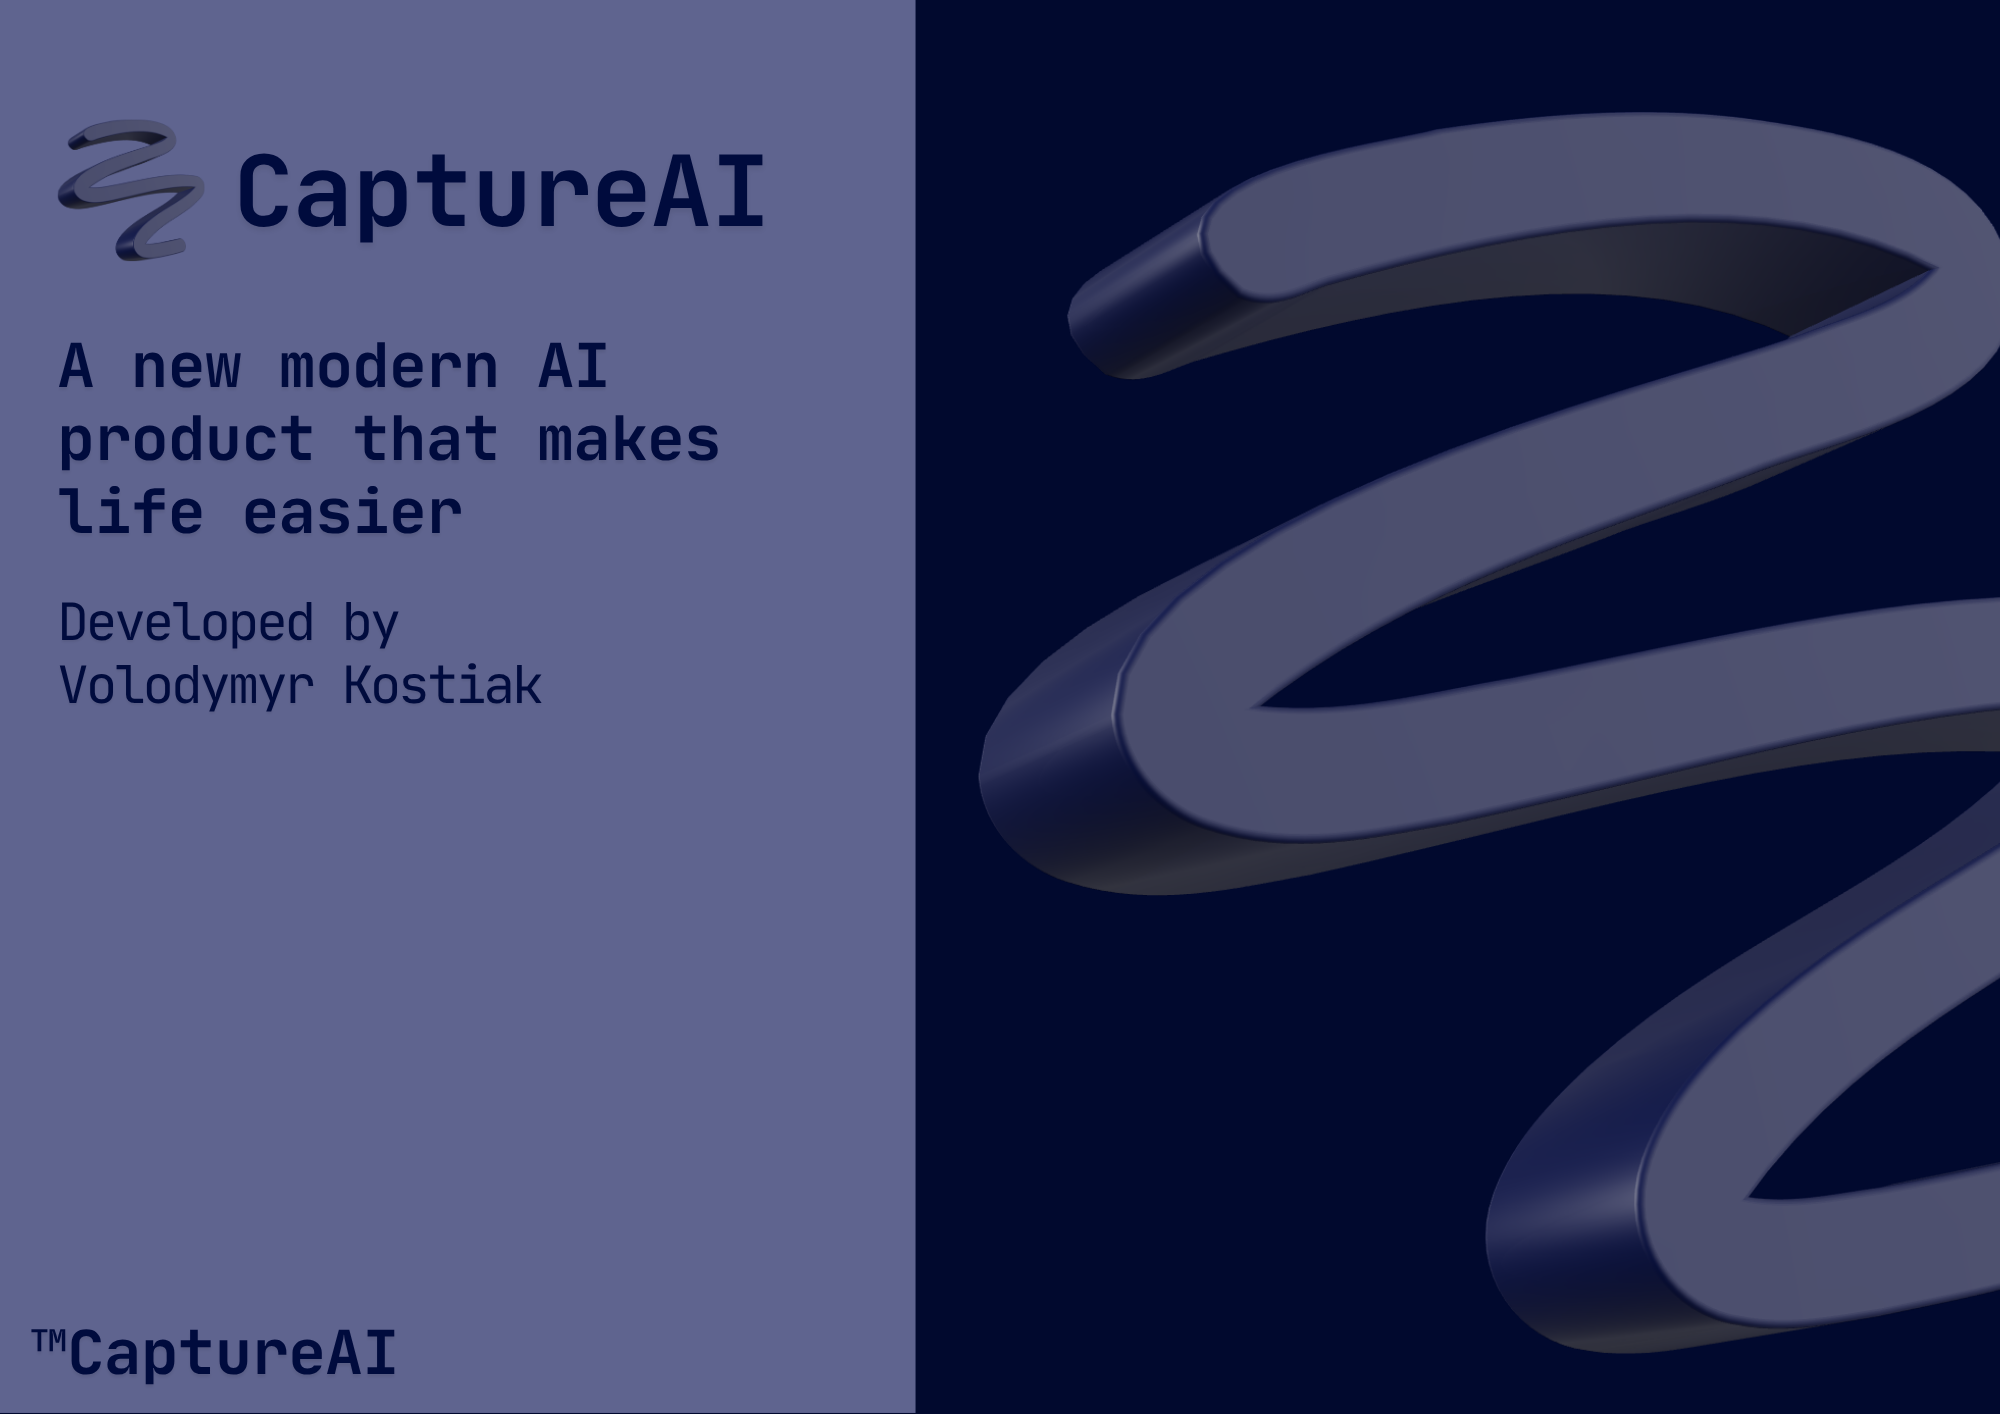 CaptureAI
A new modern AI
product that makes
life easier
Developed by
Volodymyr Kostiak
™CaptureAI